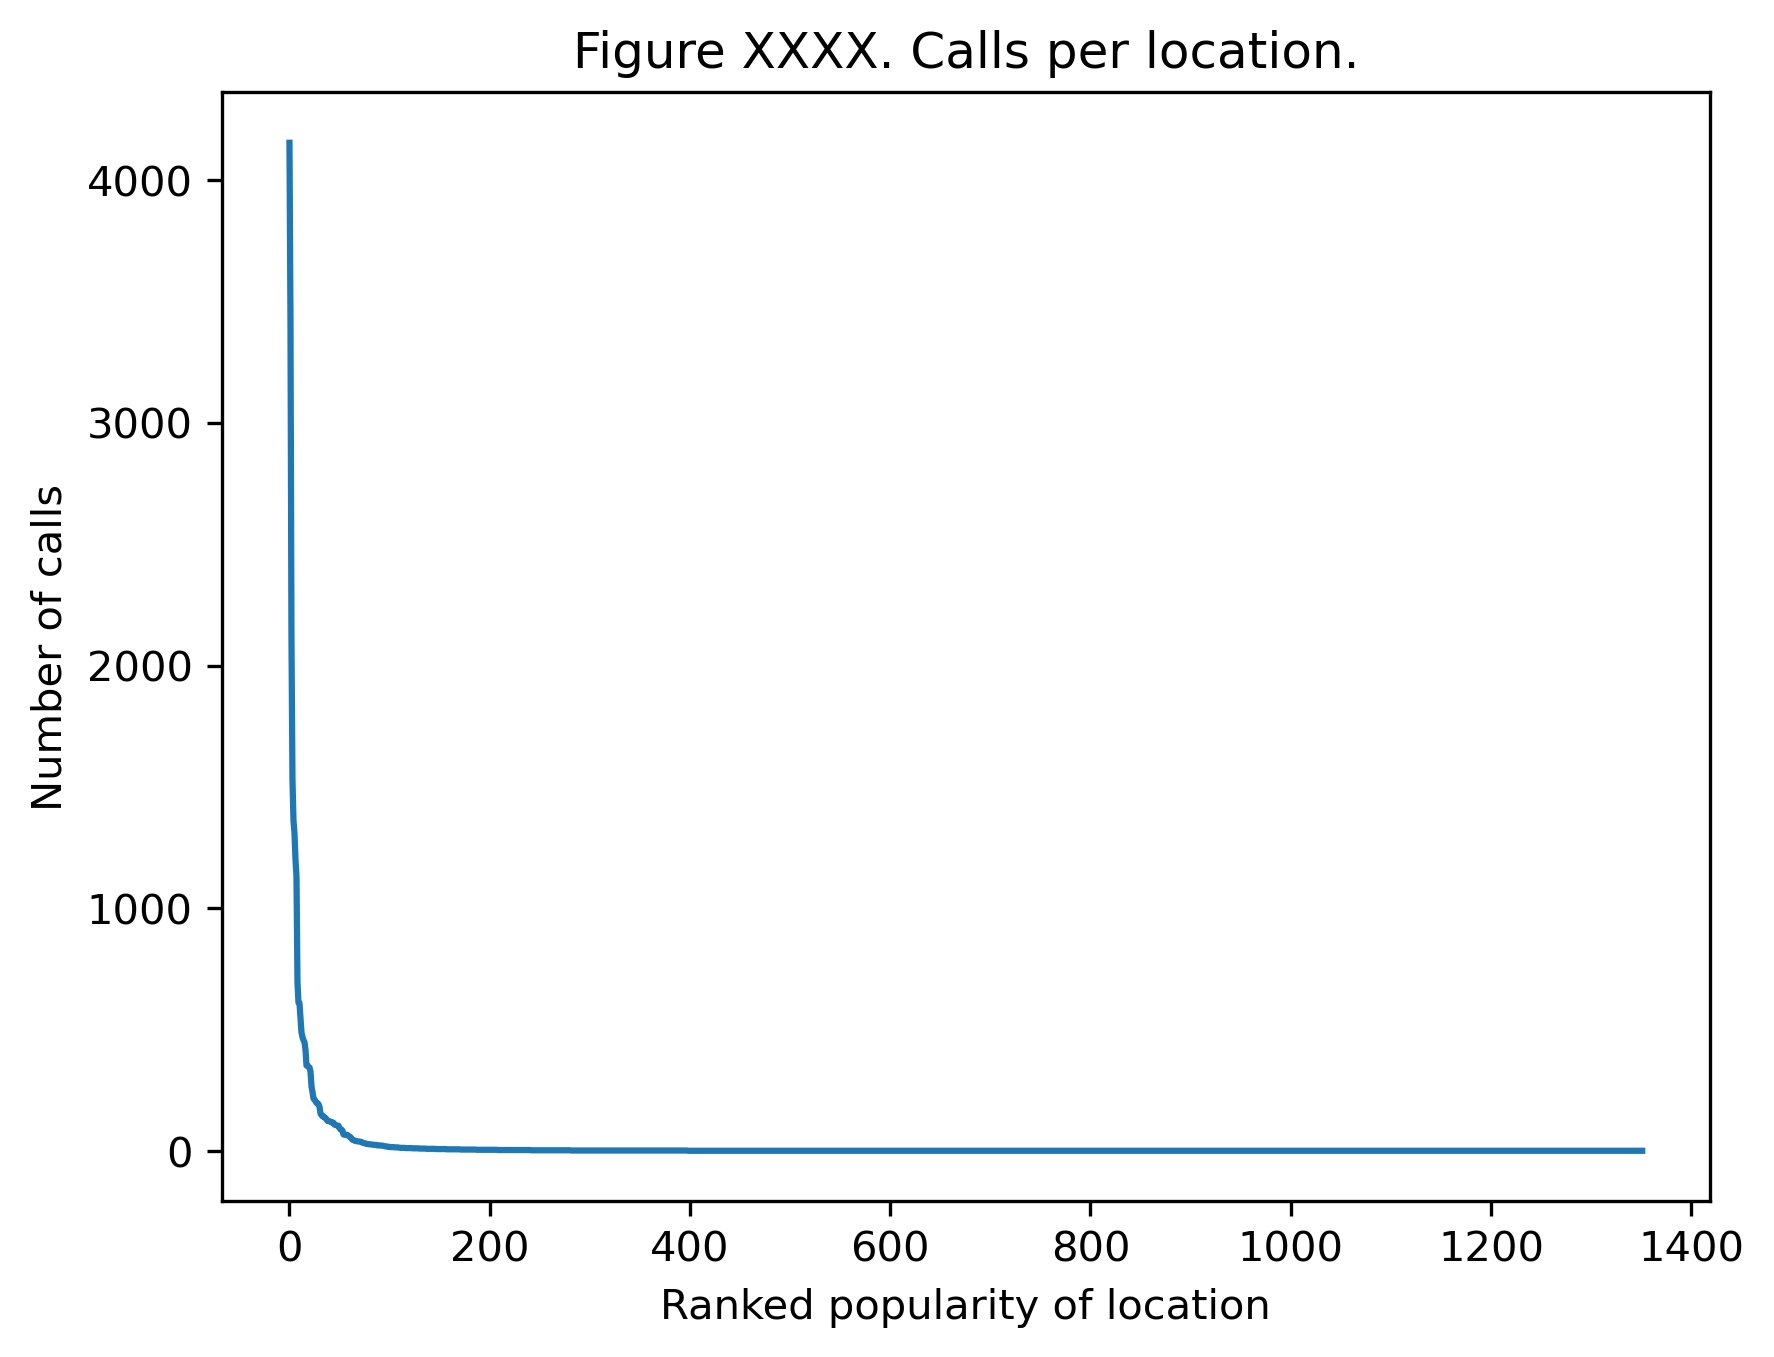 Figure XXXX. Calls per location.
4000
3000
2000
1000
0
Number of calls
0 200 400 600 800 1000 1200 1400
Ranked popularity of location